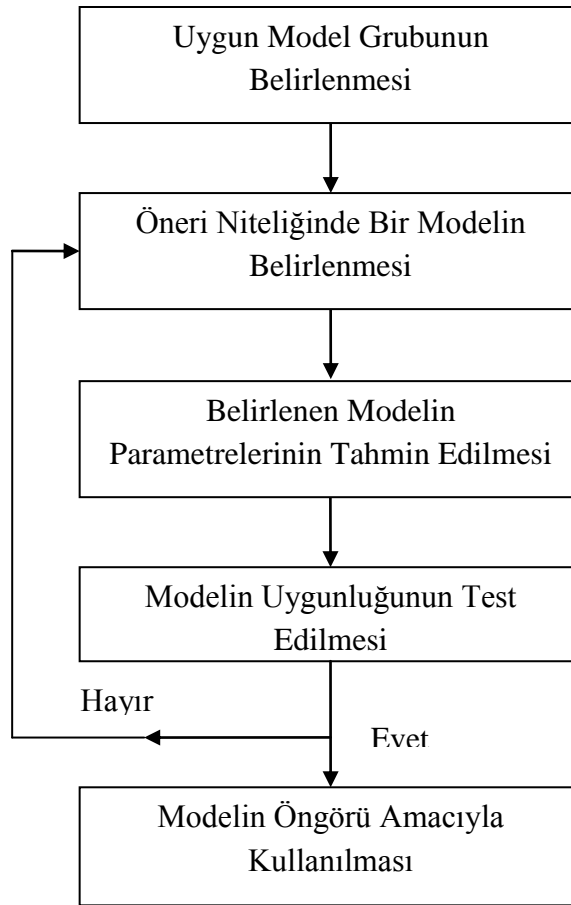 Uygun Model Grubunun
Belirlenmesi
Öneri Niteliğinde Bir Modelin
Belirlenmesi
Belirlenen Modelin
Parametrelerinin Tahmin Edilmesi
Modelin Uygunluğunun Test
Edilmesi
Hayır
Evet
Modelin Öngörü Amacıyla
Kullanılması